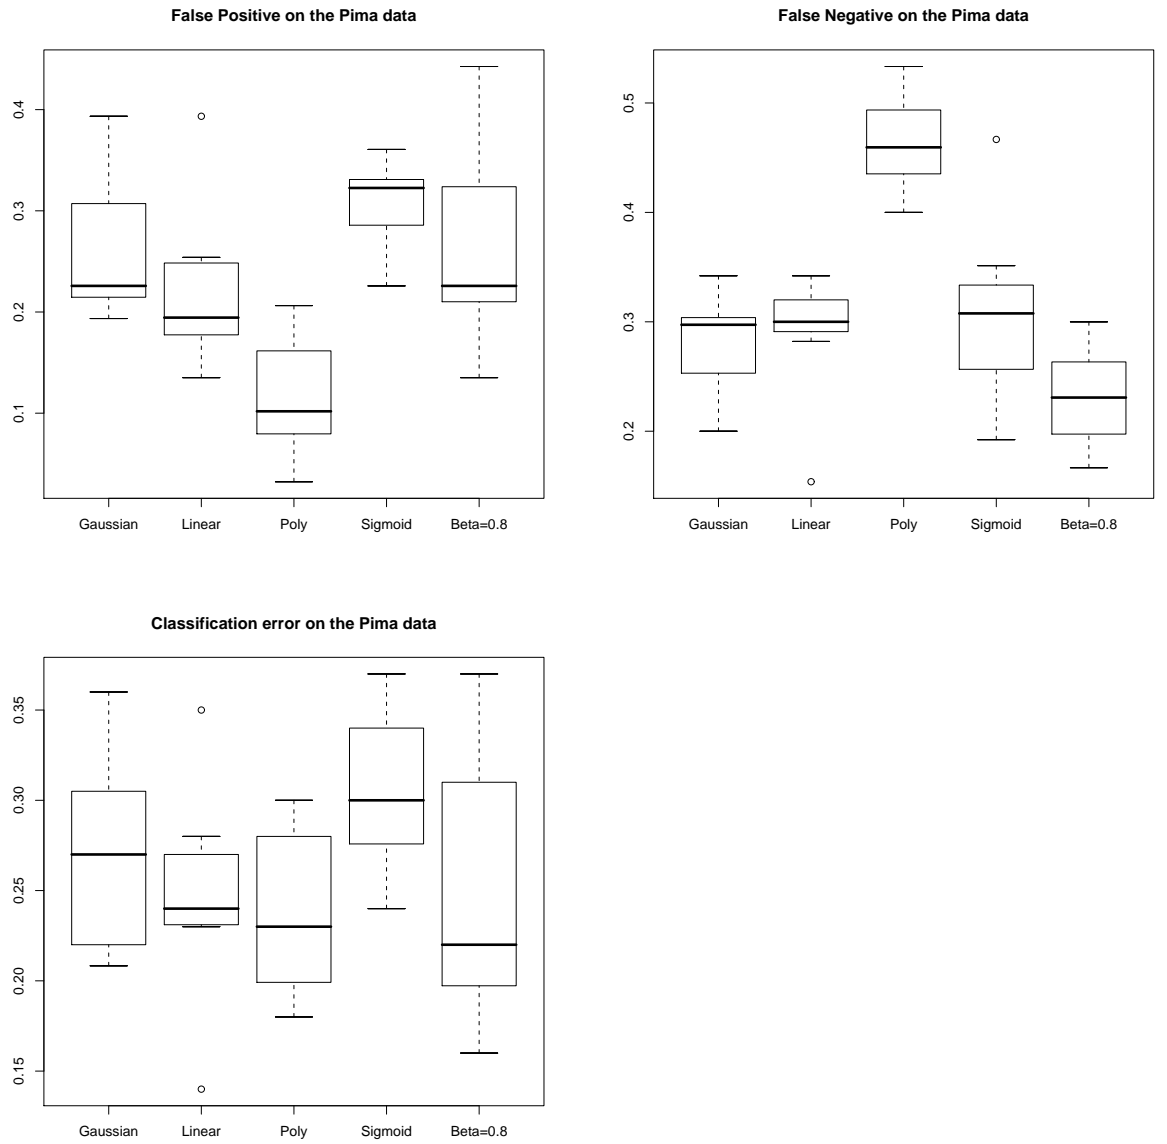 False Positive on the Pima data
0.4
0.3
0.2
0.1
Gaussian Linear Poly Sigmoid Beta=0.8
False Negative on the Pima data
0.5
0.4
0.3
0.2
Gaussian Linear Poly Sigmoid Beta=0.8
Classification error on the Pima data
0.35
0.30
0.25
0.20
0.15
Gaussian Linear Poly Sigmoid Beta=0.8